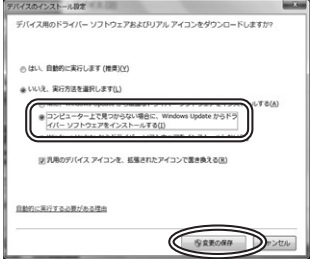 デバイスのインストール設定
デバイス用のドライバー ソフトウェアおよびリアル アイコンをダウンロードしますか?
はい、自動的に実行します (推奨)(Y)
いいえ、実行方法を選択します(L)
する(A)
コンピューター上で見つからない場合に、Windows Update からドラ
イバー ソフトウェアをインストールする(I)
汎用のデバイス アイコンを、拡張されたアイコンで置き換える(R)
自動的に実行する必要がある理由
変更の保存
ャンセル